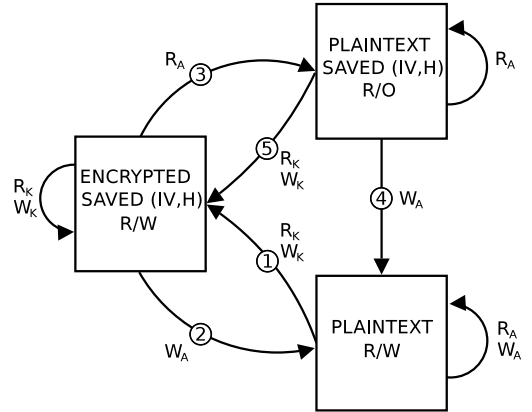 PLAINTEXT
SAVED (IV,H)
R/O
R_A
3
R_A
5
R_K
W_K
4
W_A
ENCRYPTED
SAVED (IV,H)
R/W
R_K
W_K
1
R_K
W_K
2
W_A
PLAINTEXT
R/W
R_A
W_A